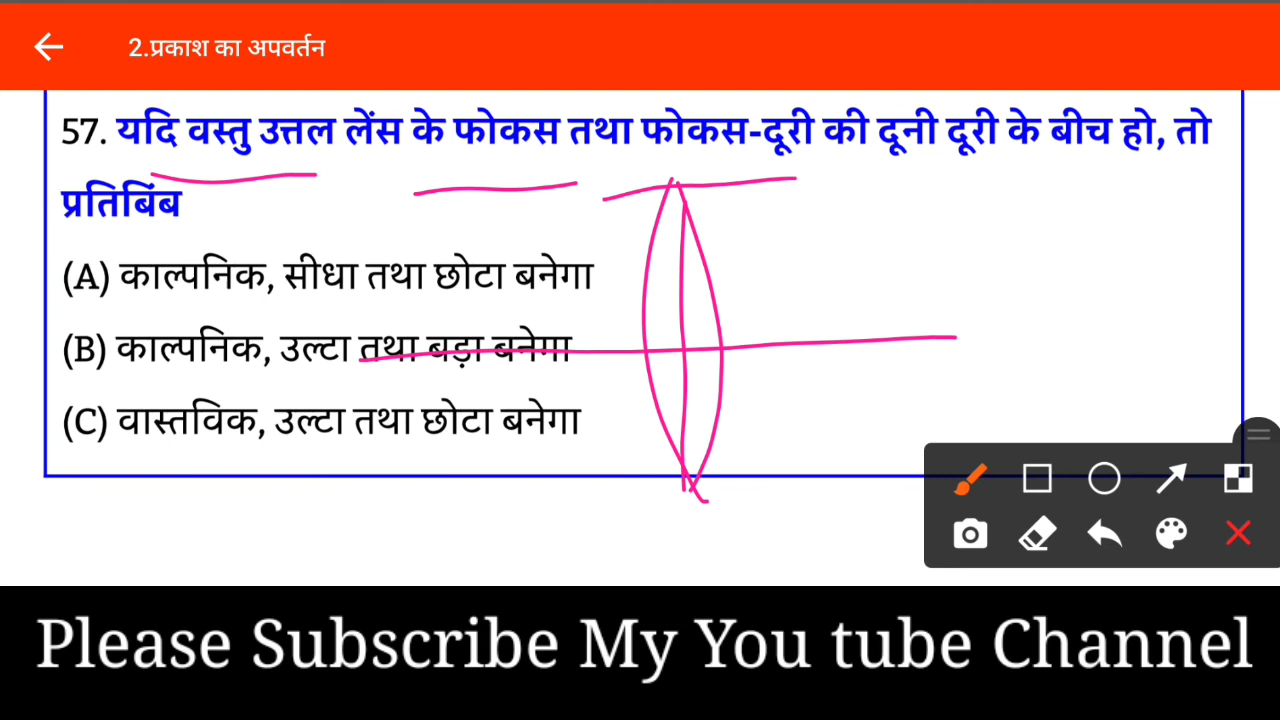 2.प्रकाश का अपवर्तन
57. यदि वस्तु उत्तल लेंस के फोकस तथा फोकस-दूरी की दूनी दूरी के बीच हो, तो
प्रतिबिंब
(A) काल्पनिक, सीधा तथा छोटा बनेगा
(B) काल्पनिक, उल्टा तथा बड़ा बनेगा
(C) वास्तविक, उल्टा तथा छोटा बनेगा
Please Subscribe My You tube Channel